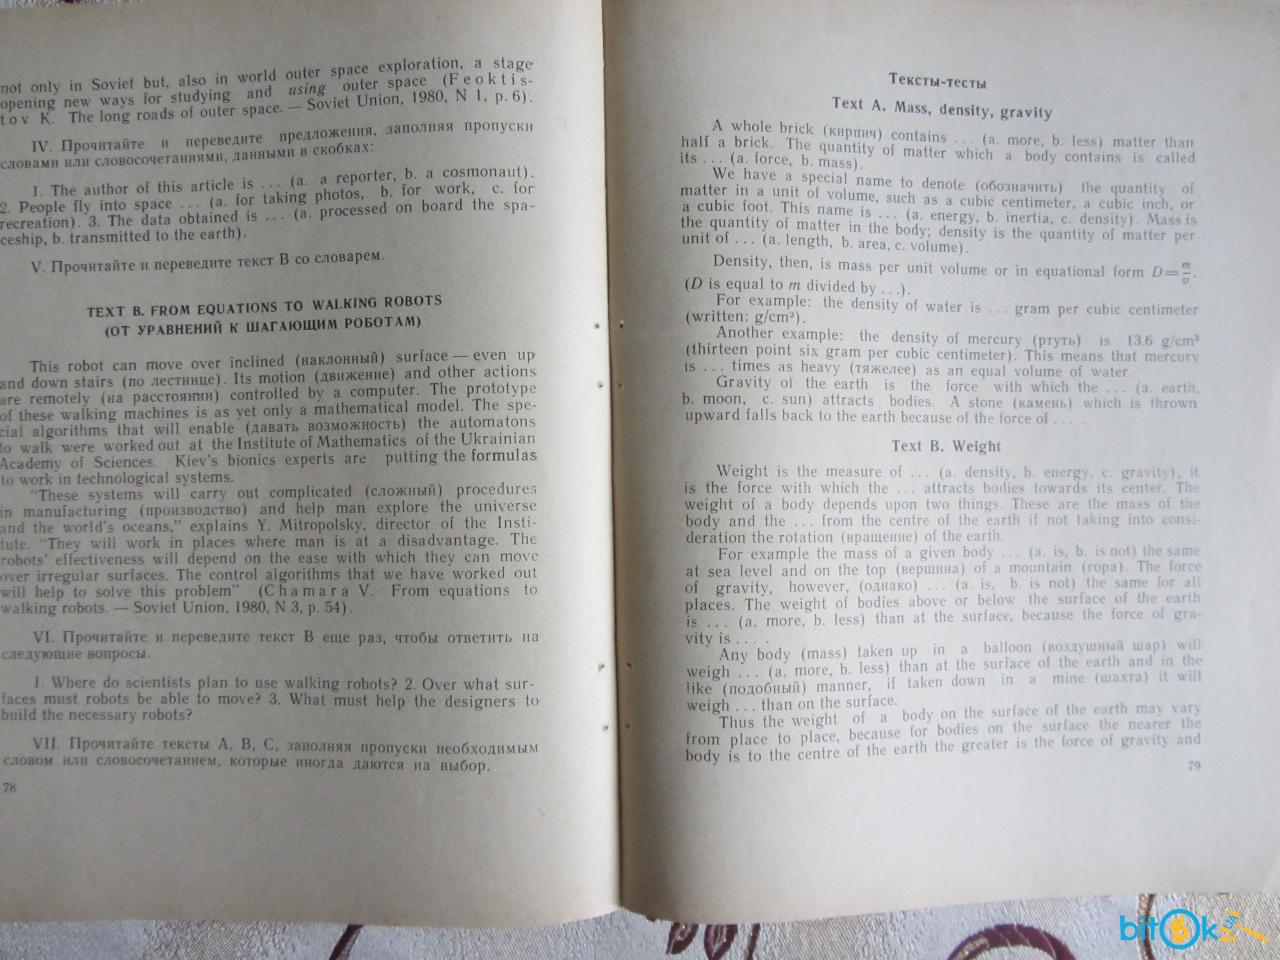 not only in Soviet but, also in world outer space exploration, a stage
opening new ways for studying and using outer space (Feoktis-
tov K. The long roads of outer space. — Soviet Union, 1980, N 1, p. 6).
IV. Прочитайте и переведите предложения, заполняя пропуски
словами или словосочетаниями, данными в скобках:
1. The author of this article is ... (a. a reporter, b. a cosmonaut).
2. People fly into space ... (a. for taking photos, b. for work, c. for
recreation). 3. The data obtained is ... (a. processed on board the spa-
ceship, b. transmitted to the earth).
V. Прочитайте и переведите текст В со словарем.
TEXT B. FROM EQUATIONS TO WALKING ROBOTS
(ОТ УРАВНЕНИЙ К ШАГАЮЩИМ РОБОТАМ)
This robot can move over inclined (наклонный) surface — even up
and down stairs (по лестнице). Its motion (движение) and other actions
are remotely (на расстоянии) controlled by a computer. The prototype
of these walking machines is as yet only a mathematical model. The spe-
cial algorithms that will enable (давать возможность) the automatons
to walk were worked out at the Institute of Mathematics of the Ukrainian
Academy of Sciences. Kiev's bionics experts are putting the formulas
to work in technological systems.
"These systems will carry out complicated (сложный) procedures
in manufacturing (производство) and help man explore the universe
and the world's oceans," explains Y. Mitropolsky, director of the Insti-
tute. "They will work in places where man is at a disadvantage. The
robots' effectiveness will depend on the ease with which they can move
over irregular surfaces. The control algorithms that we have worked out
will help to solve this problem" (Chamara V. From equations to
walking robots. — Soviet Union, 1980, N 3, p. 54).
VI. Прочитайте и переведите текст В еще раз, чтобы ответить на
следующие вопросы.
1. Where do scientists plan to use walking robots? 2. Over what sur-
faces must robots be able to move? 3. What must help the designers to
build the necessary robots?
VII. Прочитайте тексты А, В, С, заполняя пропуски необходимым
словом или словосочетанием, которые иногда даются на выбор.
78
Тексты-тесты
Text A. Mass, density, gravity
A whole brick (кирпич) contains ... (a. more, b. less) matter than
half a brick. The quantity of matter which a body contains is called
its ... (a. force, b. mass).
We have a special name to denote (обозначить) the quantity of
matter in a unit of volume, such as a cubic centimeter, a cubic inch, or
a cubic foot. This name is ... (a. energy, b. inertia, c. density). Mass is
the quantity of matter in the body; density is the quantity of matter per
unit of ... (a. length, b. area, c. volume).
Density, then, is mass per unit volume or in equational form D=m/v.
(D is equal to m divided by ...).
For example: the density of water is ... gram per cubic centimeter
(written: g/cm³).
Another example: the density of mercury (ртуть) is 13.6 g/cm³
(thirteen point six gram per cubic centimeter). This means that mercury
is ... times as heavy (тяжелее) as an equal volume of water.
Gravity of the earth is the force with which the ... (a. earth,
b. moon, c. sun) attracts bodies. A stone (камень) which is thrown
upward falls back to the earth because of the force of ... .
Text B. Weight
Weight is the measure of ... (a. density, b. energy, c. gravity), it
is the force with which the ... attracts bodies towards its center. The
weight of a body depends upon two things. These are the mass of the
body and the ... from the centre of the earth if not taking into consi-
deration the rotation (вращение) of the earth.
For example the mass of a given body ... (a. is, b. is not) the same
at sea level and on the top (вершина) of a mountain (гора). The force
of gravity, however, (однако) ... (a. is, b. is not) the same for all
places. The weight of bodies above or below the surface of the earth
is ... (a. more, b. less) than at the surface, because the force of gra-
vity is ... .
Any body (mass) taken up in a balloon (воздушный шар) will
weigh ... (a. more, b. less) than at the surface of the earth and in the
like (подобный) manner, if taken down in a mine (шахта) it will
weigh ... than on the surface.
Thus the weight of a body on the surface of the earth may vary
from place to place, because for bodies on the surface the nearer the
body is to the centre of the earth the greater is the force of gravity and
79
bitOk